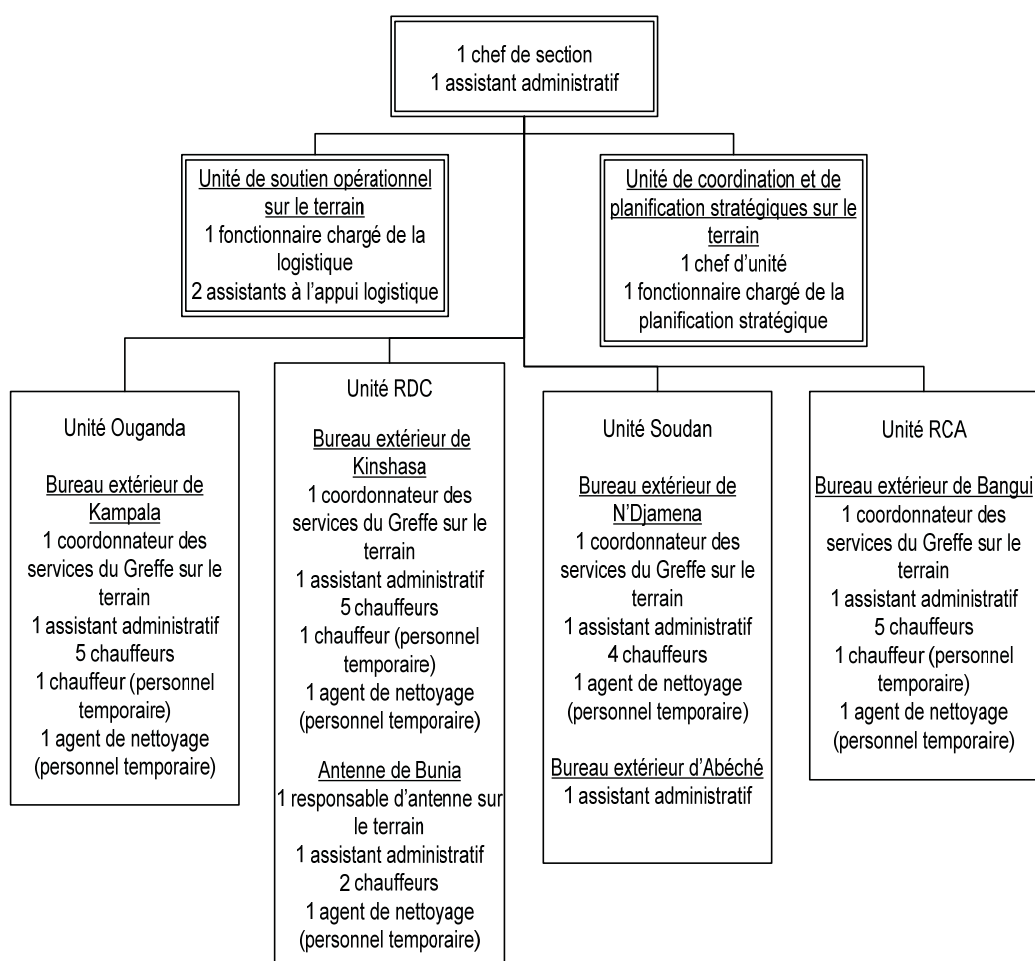 1 chef de section
1 assistant administratif
Unité de soutien opérationnel
sur le terrain
1 fonctionnaire chargé de la
logistique
2 assistants à l'appui logistique
Unité de coordination et de
planification stratégiques sur le
terrain
1 chef d'unité
1 fonctionnaire chargé de la
planification stratégique
Unité Ouganda
Bureau extérieur de
Kampala
1 coordonnateur des
services du Greffe sur le
terrain
1 assistant administratif
5 chauffeurs
1 chauffeur (personnel
temporaire)
1 agent de nettoyage
(personnel temporaire)
Unité RDC
Bureau extérieur de
Kinshasa
1 coordonnateur des
services du Greffe sur le
terrain
1 assistant administratif
5 chauffeurs
1 chauffeur (personnel
temporaire)
1 agent de nettoyage
(personnel temporaire)
Antenne de Bunia
1 responsable d'antenne sur
le terrain
1 assistant administratif
2 chauffeurs
1 agent de nettoyage
(personnel temporaire)
Unité Soudan
Bureau extérieur de
N'Djamena
1 coordonnateur des
services du Greffe sur le
terrain
1 assistant administratif
4 chauffeurs
1 agent de nettoyage
(personnel temporaire)
Bureau extérieur d'Abéché
1 assistant administratif
Unité RCA
Bureau extérieur de Bangui
1 coordonnateur des
services du Greffe sur le
terrain
1 assistant administratif
5 chauffeurs
1 chauffeur (personnel
temporaire)
1 agent de nettoyage
(personnel temporaire)